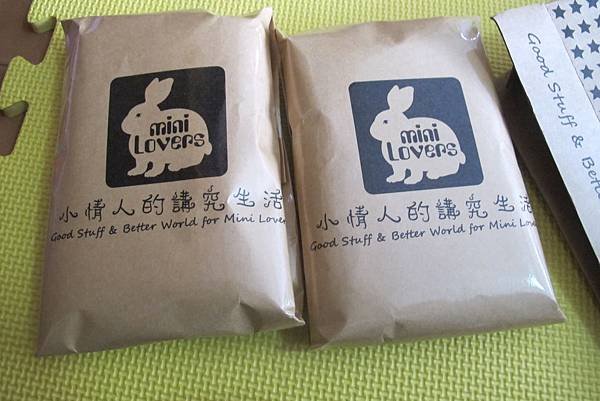 mini
Lovers
小情人的講究生活
Good Stuff & Better World for Mini Lovers
mini
Lovers
小情人的講究生活
Good Stuff & Better World for Mini Lo
Good Stuff & Bette